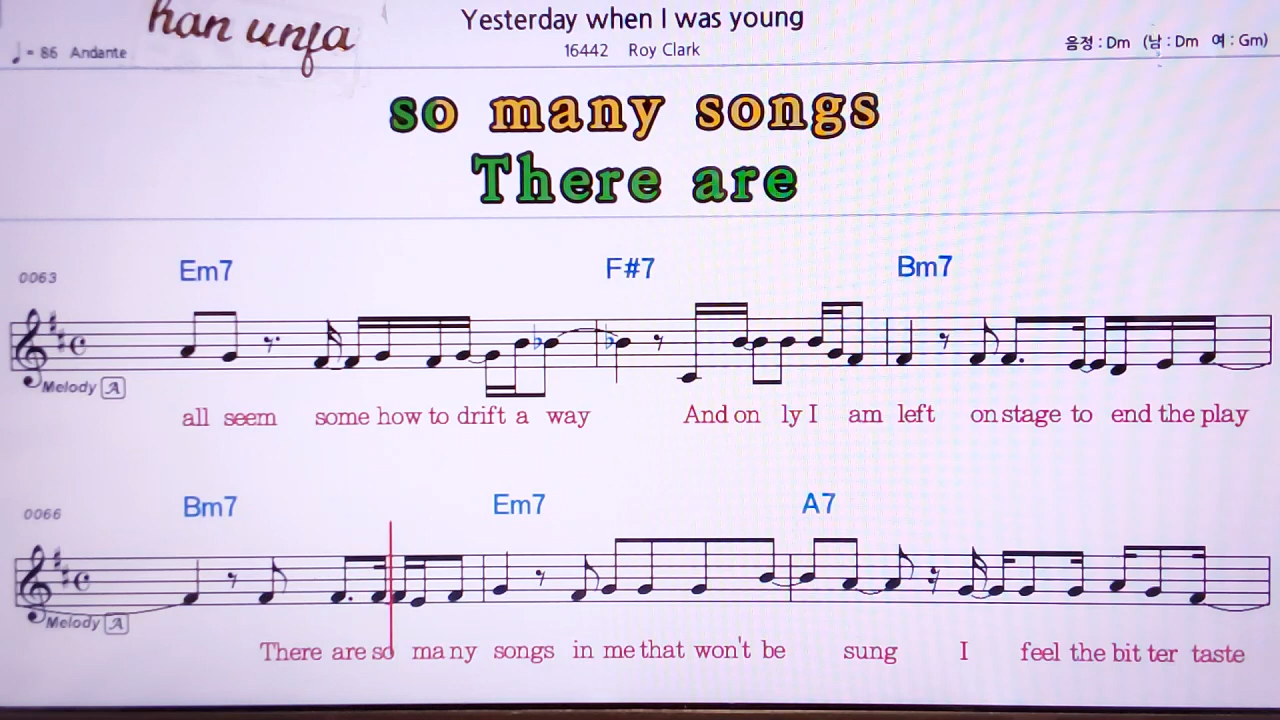 han unja
Yesterday when I was young
♩= 86 Andante
16442 Roy Clark
음정 : Dm (남 : Dm 여 : Gm)
so many songs
There are
0063
Em7 F#7 Bm7
Melody A
all seem some how to drift a way And on ly I am left on stage to end the play
0066
Bm7 Em7 A7
Melody A
There are so many songs in me that won't be sung I feel the bit ter taste